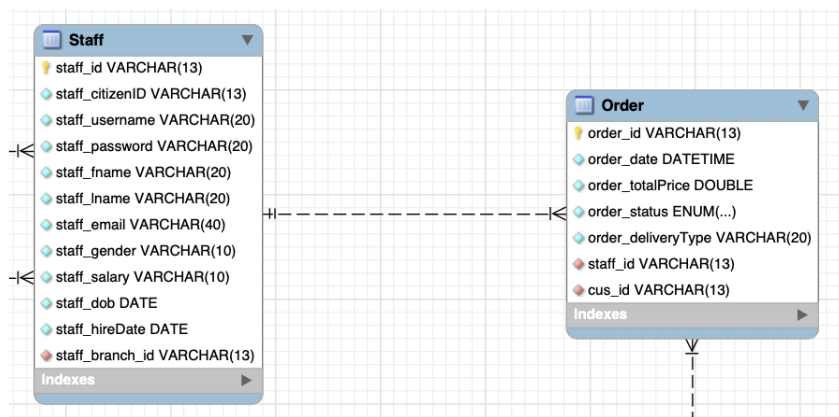 Staff
staff_id VARCHAR(13)
staff_citizenID VARCHAR(13)
staff_username VARCHAR(20)
staff_password VARCHAR(20)
staff_fname VARCHAR(20)
staff_lname VARCHAR(20)
staff_email VARCHAR(40)
staff_gender VARCHAR(10)
staff_salary VARCHAR(10)
staff_dob DATE
staff_hireDate DATE
staff_branch_id VARCHAR(13)
Indexes
Order
order_id VARCHAR(13)
order_date DATETIME
order_totalPrice DOUBLE
order_status ENUM(...)
order_deliveryType VARCHAR(20)
staff_id VARCHAR(13)
cus_id VARCHAR(13)
Indexes